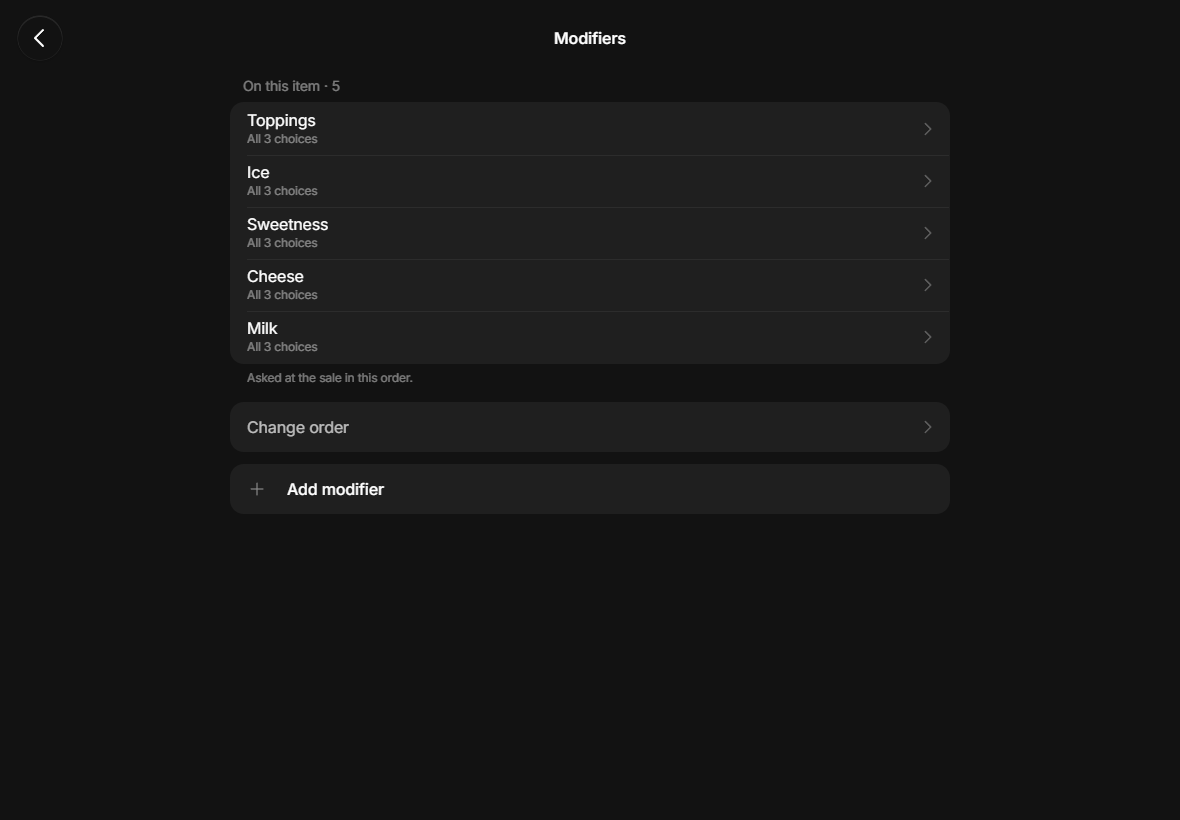 Modifiers
On this item · 5
Toppings
All 3 choices
Ice
All 3 choices
Sweetness
All 3 choices
Cheese
All 3 choices
Milk
All 3 choices
Asked at the sale in this order.
Change order
Add modifier